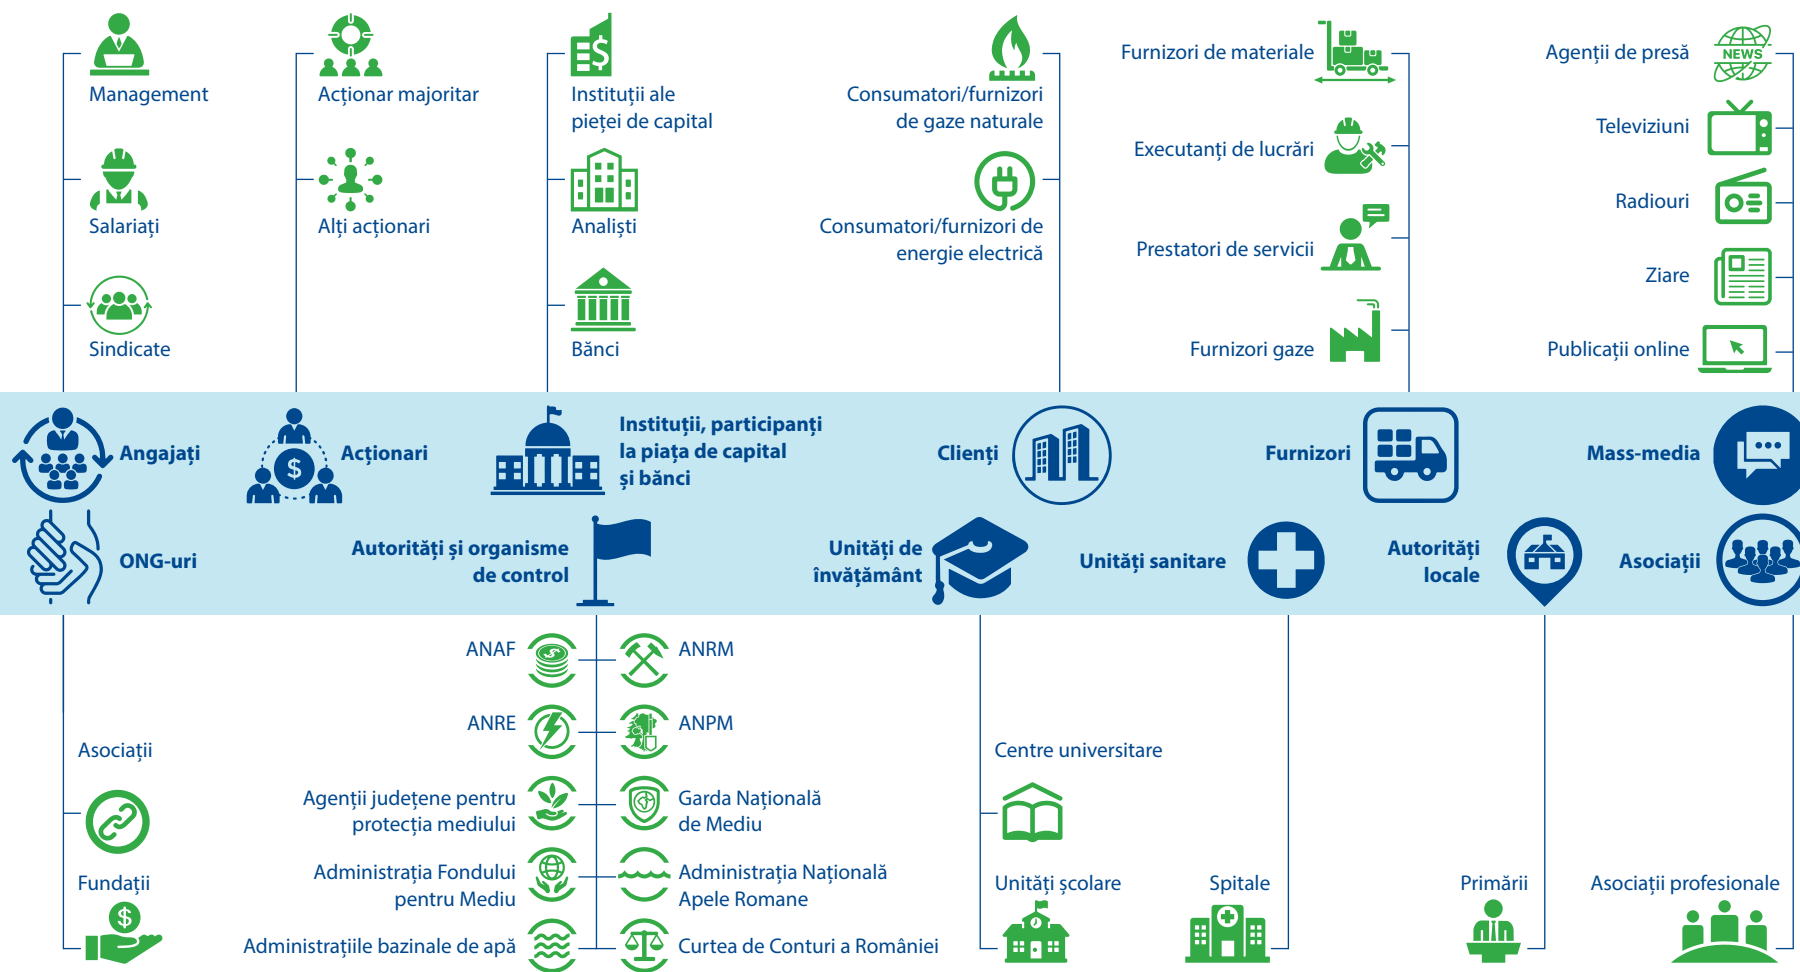 Management
Salariați
Sindicate
Acționar majoritar
Alți acționari
$
Instituții ale
pieței de capital
Analiști
Bănci
Consumatori/furnizori
de gaze naturale
Consumatori/furnizori de
energie electrică
Furnizori de materiale
Executanți de lucrări
Prestatori de servicii
Furnizori gaze
Agenții de presă
NEWS
Televiziuni
Radiouri
Ziare
Publicații online
Angajați
$
Acționari
Instituții, participanți
la piața de capital
și bănci
Clienți
Furnizori
Mass-media
ONG-uri
Autorități și organisme
de control
Unități de
învățământ
Unități sanitare
Autorități
locale
Asociații
Asociații
Fundații
$
ANAF
$
ANRM
ANRE
ANPM
Agenții județene pentru
protecția mediului
Garda Națională
de Mediu
Administrația Fondului
pentru Mediu
Administrația Națională
Apele Romane
Administrațiile bazinale de apă
Curtea de Conturi a României
Centre universitare
Unități școlare
Spitale
Primării
Asociații profesionale